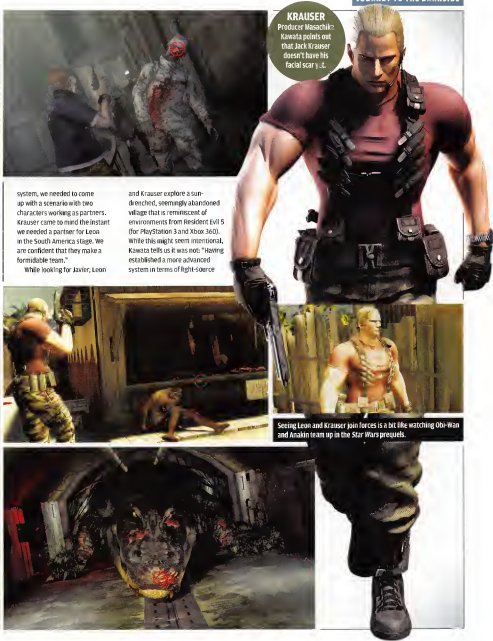 JOURNEY TO THE DARKSIDE
KRAUSER
Producer Masachika
Kawata points out
that Jack Krauser
doesn't have his
facial scar yet.
system, we needed to come
up with a scenario with two
characters working as partners.
Krauser came to mind the instant
we needed a partner for Leon
in the South America stage. We
are confident that they make a
formidable team."
While looking for Javier, Leon
and Krauser explore a sun-
drenched, seemingly abandoned
village that is reminiscent of
environments from Resident Evil 5
(for PlayStation 3 and Xbox 360).
While this might seem intentional,
Kawata tells us it was not: "Having
established a more advanced
system in terms of light-source
Seeing Leon and Krauser join forces is a bit like watching Obi-Wan
and Anakin team up in the Star Wars prequels.